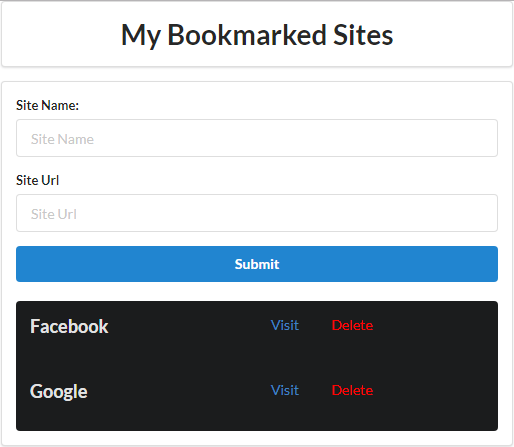 My Bookmarked Sites
Site Name:
Site Name
Site Url
Site Url
Submit
Facebook Visit Delete
Google Visit Delete